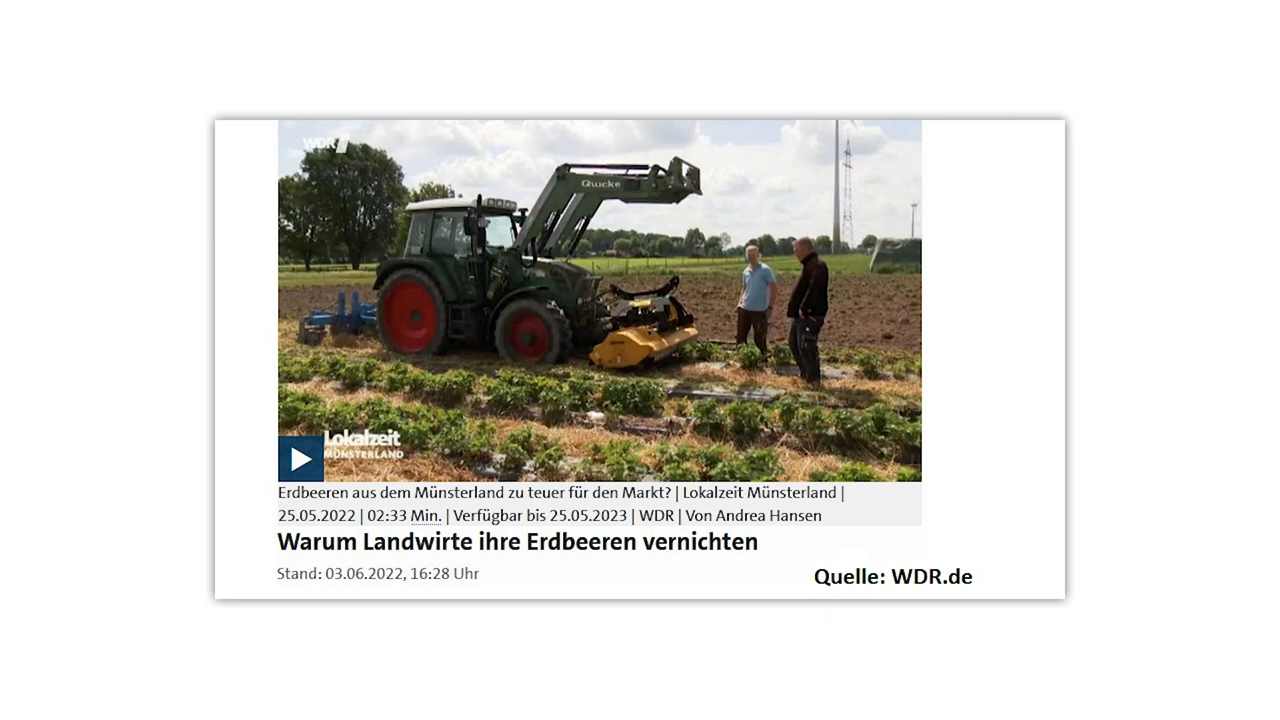 WDR
Quicke
Lokalzeit
MÜNSTERLAND
Erdbeeren aus dem Münsterland zu teuer für den Markt? | Lokalzeit Münsterland |
25.05.2022 | 02:33 Min. | Verfügbar bis 25.05.2023 | WDR | Von Andrea Hansen
Warum Landwirte ihre Erdbeeren vernichten
Stand: 03.06.2022, 16:28 Uhr
Quelle: WDR.de